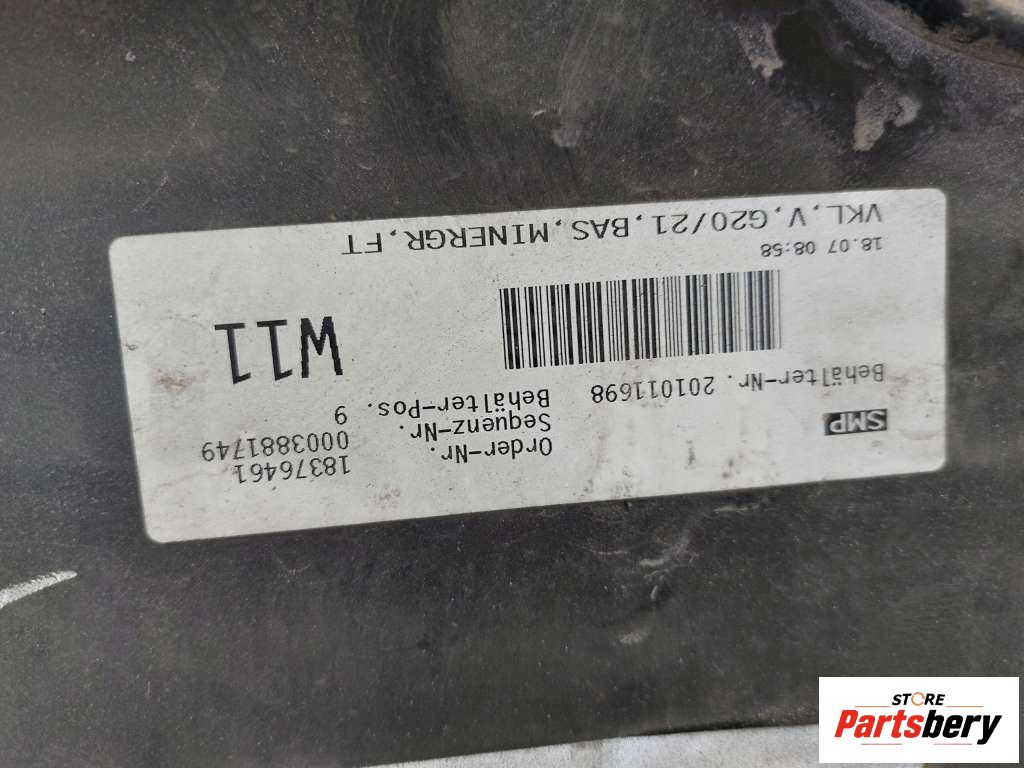 SMP
Order-Nr. 18376461
Sequenz-Nr. 0003881749
Behälter-Pos. 9
Behälter-Nr. 201011698
W11
18.07 08:58
VKL,V,G20/21,BAS,MINERGR,FT
STORE
Partsbery